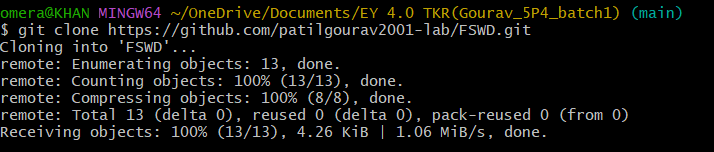 omera@KHAN MINGW64 ~/OneDrive/Documents/EY 4.0 TKR(Gourav_5P4_batch1) (main)
$ git clone https://github.com/patilgourav2001-lab/FSWD.git
Cloning into 'FSWD'...
remote: Enumerating objects: 13, done.
remote: Counting objects: 100% (13/13), done.
remote: Compressing objects: 100% (8/8), done.
remote: Total 13 (delta 0), reused 0 (delta 0), pack-reused 0 (from 0)
Receiving objects: 100% (13/13), 4.26 KiB | 1.06 MiB/s, done.